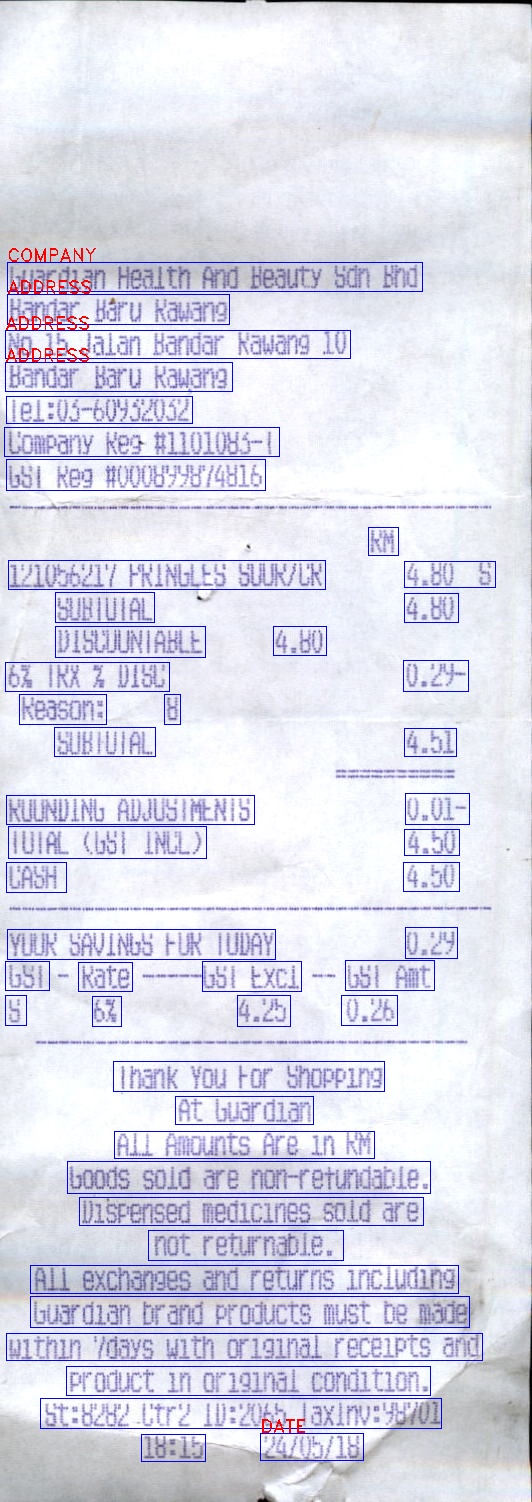 COMPANY
Guardian Health And Beauty Sdn Bhd
ADDRESS
Bandar Baru Rawang
ADDRESS
No 15 Jalan Bandar Rawang 10
ADDRESS
Bandar Baru Rawang
Tel:03-60932032
Company Reg #1101083-T
GST Reg #000899874816
RM
121056217 PRINGLES SOUR/CR 4.80 S
SUBTOTAL 4.80
DISCOUNTABLE 4.80
6% TRX % DISC 0.29-
Reason: 8
SUBTOTAL 4.51
ROUNDING ADJUSTMENTS 0.01-
TOTAL (GST INCL) 4.50
CASH 4.50
YOUR SAVINGS FOR TODAY 0.29
GST - Rate -------GST Excl --- GST Amt
S 6% 4.25 0.26
Thank You For Shopping
At Guardian
All Amounts Are in RM
Goods sold are non-refundable.
Dispensed medicines sold are
not returnable.
All exchanges and returns including
Guardian brand products must be made
within 7days with original receipts and
product in original condition.
St:8282 Ctr2 ID:2065 TaxInv:98701
DATE
18:15 24/05/18